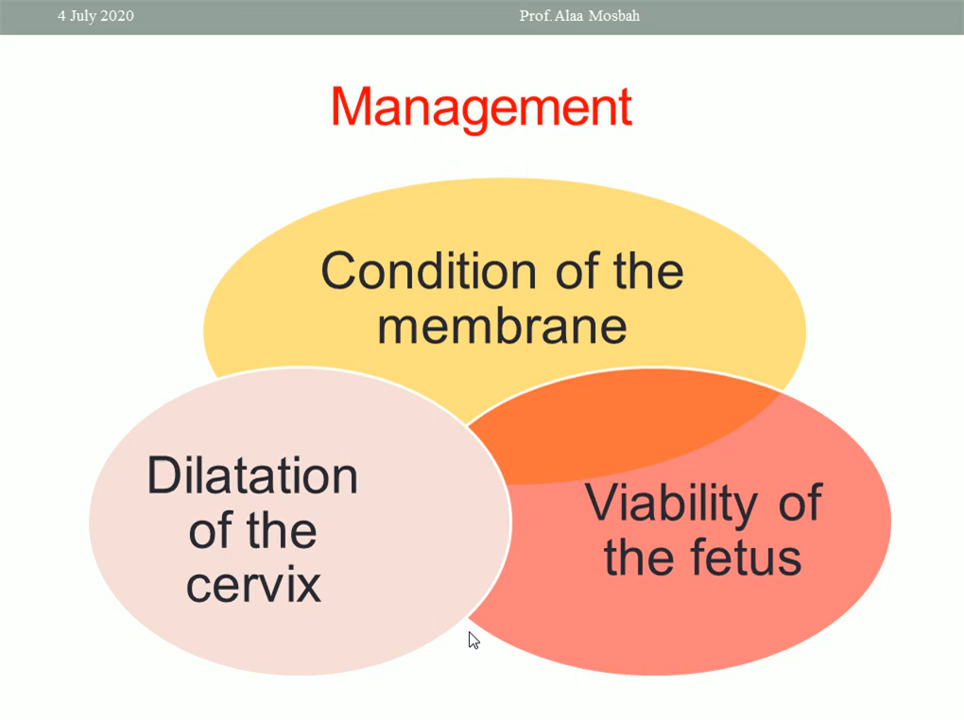 4 July 2020
Prof. Alaa Mosbah
Management
Condition of the
membrane
Dilatation
of the
cervix
Viability of
the fetus